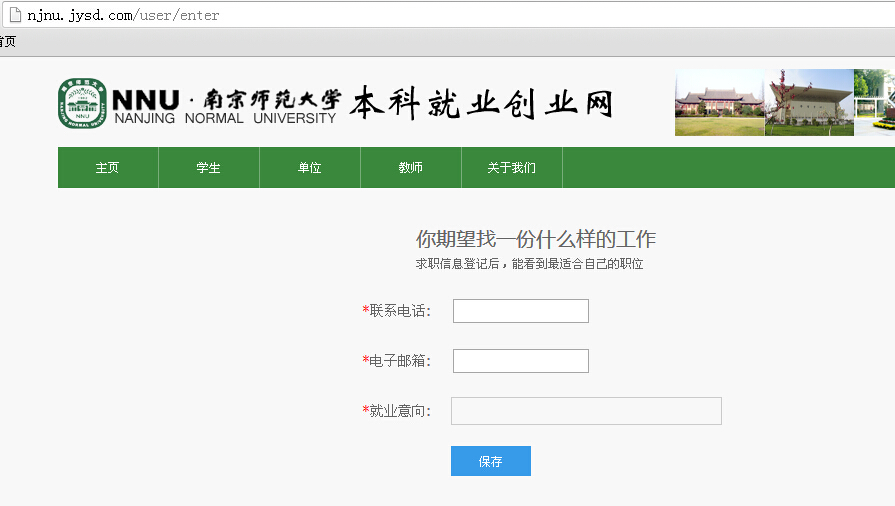 njnu.jysd.com/user/enter
首页
NNU·南京师范大学 本科就业创业网
NANJING NORMAL UNIVERSITY
NNU
主页 学生 单位 教师 关于我们
你期望找一份什么样的工作
求职信息登记后，能看到最适合自己的职位
*联系电话:
*电子邮箱:
*就业意向:
保存